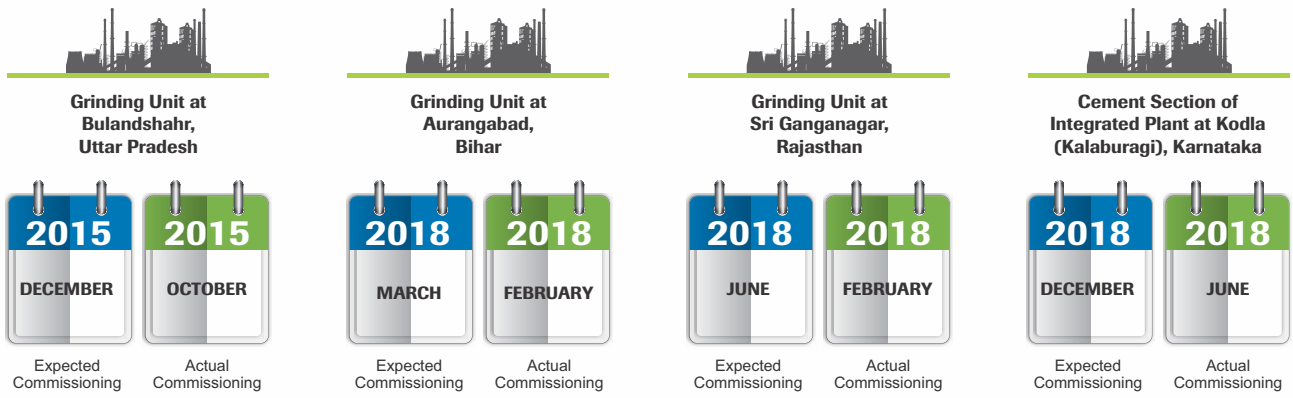 Grinding Unit at
Bulandshahr,
Uttar Pradesh
2015
DECEMBER
Expected
Commissioning
2015
OCTOBER
Actual
Commissioning
Grinding Unit at
Aurangabad,
Bihar
2018
MARCH
Expected
Commissioning
2018
FEBRUARY
Actual
Commissioning
Grinding Unit at
Sri Ganganagar,
Rajasthan
2018
JUNE
Expected
Commissioning
2018
FEBRUARY
Actual
Commissioning
Cement Section of
Integrated Plant at Kodla
(Kalaburagi), Karnataka
2018
DECEMBER
Expected
Commissioning
2018
JUNE
Actual
Commissioning